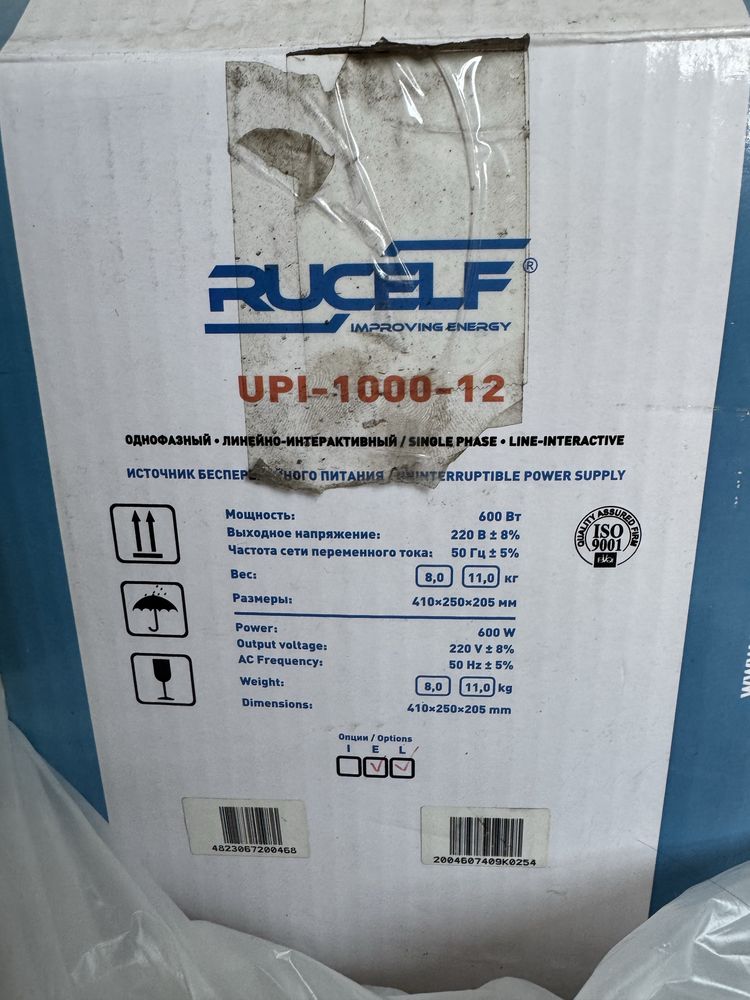 RUCELF®
IMPROVING ENERGY
UPI-1000-12
ОДНОФАЗНЫЙ • ЛИНЕЙНО-ИНТЕРАКТИВНЫЙ / SINGLE PHASE • LINE-INTERACTIVE
ИСТОЧНИК ПИТАНИЯ / POWER SUPPLY
Мощность: 600 Вт
Выходное напряжение: 220 В ± 8%
Частота сети переменного тока: 50 Гц ± 5%
Вес: 8,0 11,0 кг
Размеры: 410×250×205 мм
QUALITY ASSURED FIRM
ISO
9001
Power: 600 W
Output voltage: 220 V ± 8%
AC Frequency: 50 Hz ± 5%
Weight: 8,0 11,0 kg
Dimensions: 410×250×205 mm
Опции / Options
I E L
4823067200468
2004607409K0254